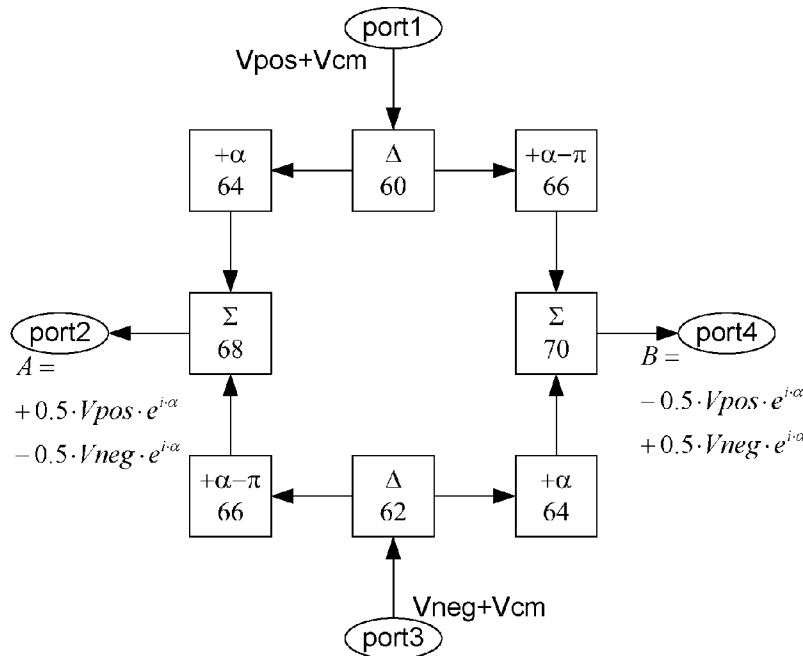 port1
Vpos+Vcm
+α
64
Δ
60
+α−π
66
port2
Σ
68
Σ
70
port4
A =
+ 0.5 · Vpos · e^{i·α}
− 0.5 · Vneg · e^{i·α}
B =
− 0.5 · Vpos · e^{i·α}
+ 0.5 · Vneg · e^{i·α}
+α−π
66
Δ
62
+α
64
Vneg+Vcm
port3